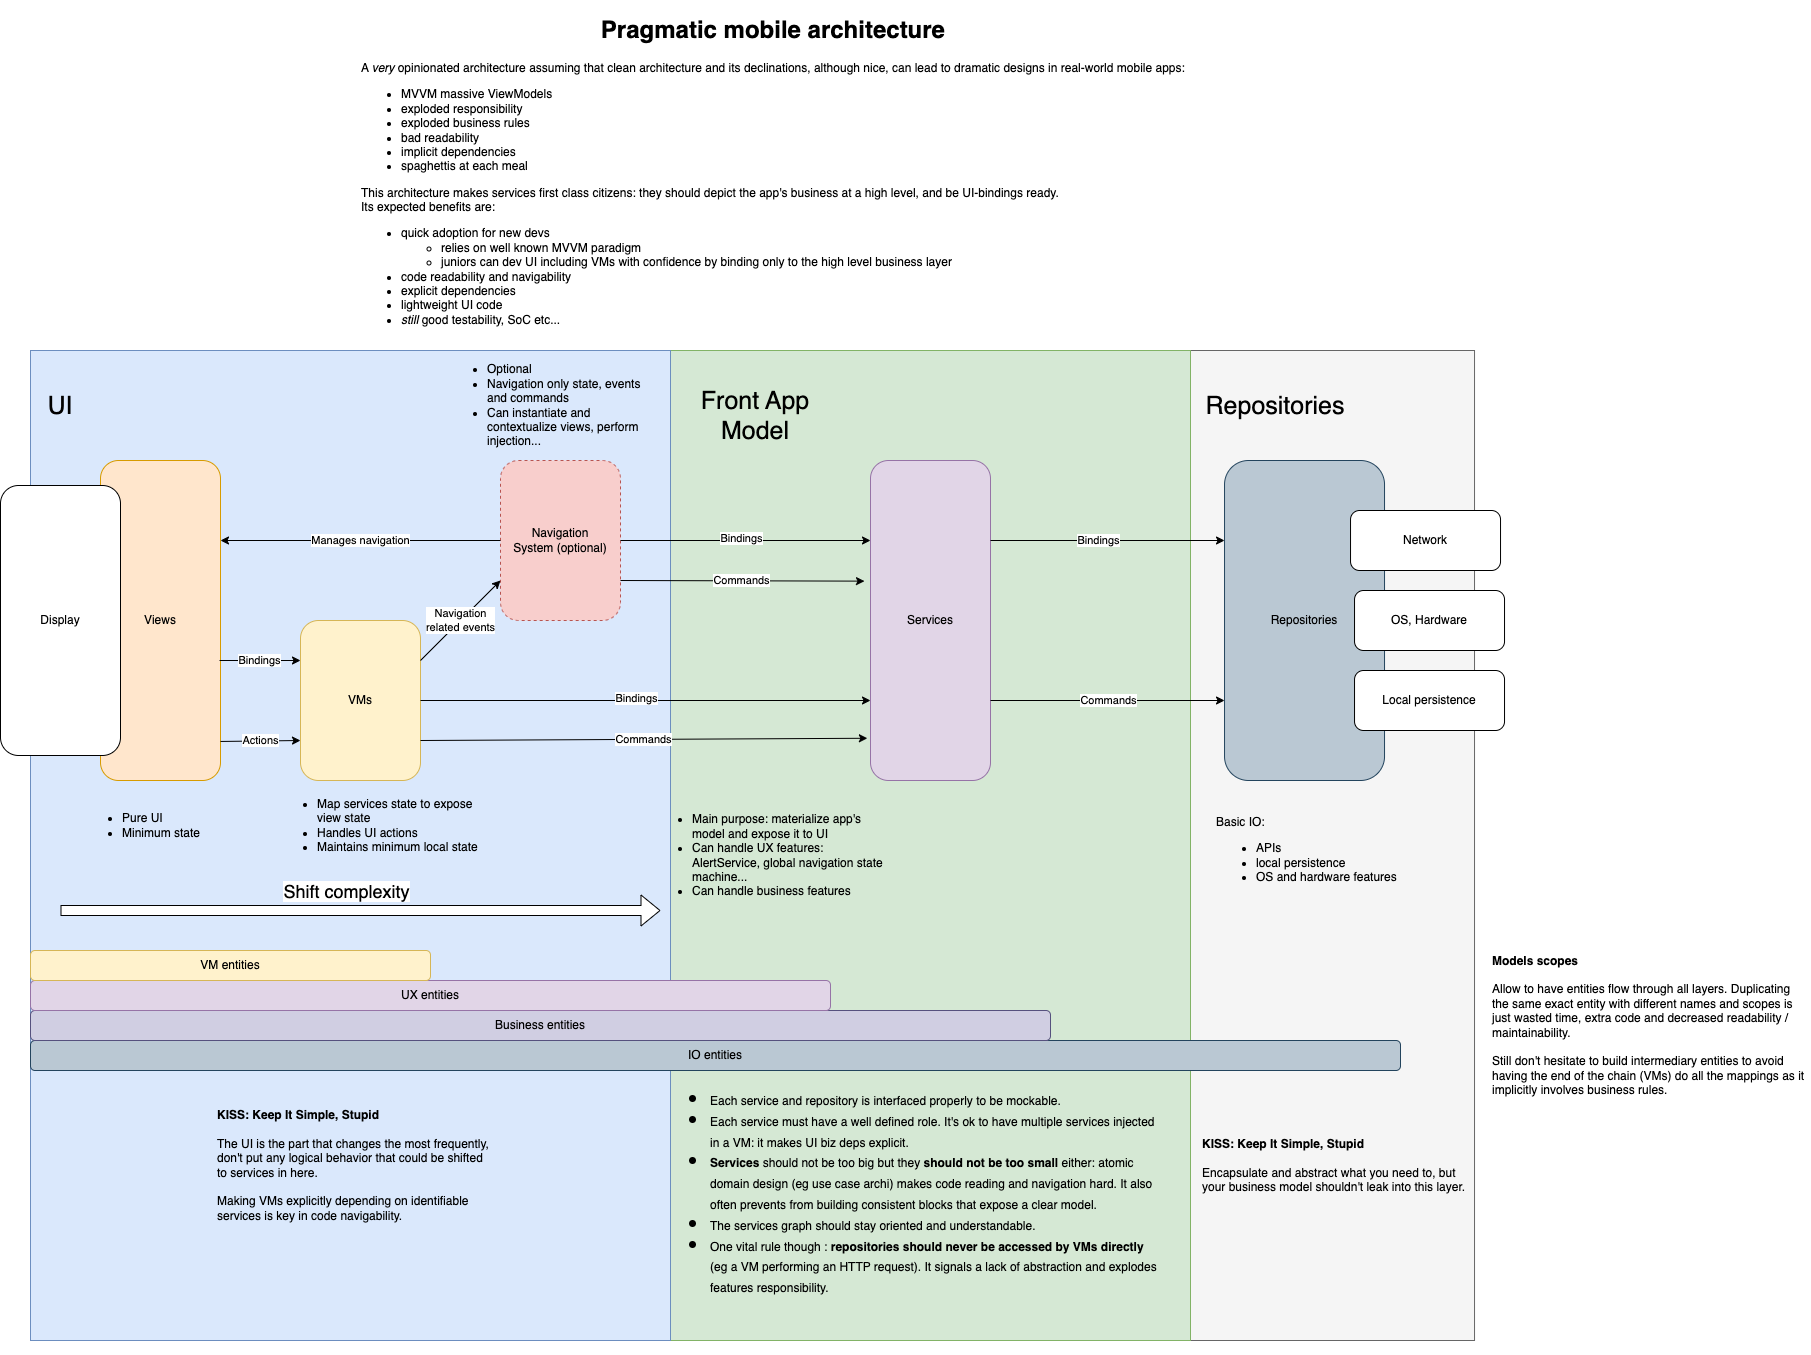 Pragmatic mobile architecture
A very opinionated architecture assuming that clean architecture and its declinations, although nice, can lead to dramatic designs in real-world mobile apps:
MVVM massive ViewModels
exploded responsibility
exploded business rules
bad readability
implicit dependencies
spaghettis at each meal
This architecture makes services first class citizens: they should depict the app's business at a high level, and be UI-bindings ready.
Its expected benefits are:
quick adoption for new devs
relies on well known MVVM paradigm
juniors can dev UI including VMs with confidence by binding only to the high level business layer
code readability and navigability
explicit dependencies
lightweight UI code
still good testability, SoC etc...
UI
Optional
Navigation only state, events
and commands
Can instantiate and
contextualize views, perform
injection...
Front App
Model
Repositories
Display
Views
Manages navigation
Navigation
System (optional)
Navigation
related events
Bindings
Actions
VMs
Bindings
Commands
Bindings
Commands
Services
Bindings
Commands
Repositories
Network
OS, Hardware
Local persistence
Pure UI
Minimum state
Map services state to expose
view state
Handles UI actions
Maintains minimum local state
Main purpose: materialize app's
model and expose it to UI
Can handle UX features:
AlertService, global navigation state
machine...
Can handle business features
Basic IO:
APIs
local persistence
OS and hardware features
Shift complexity
VM entities
UX entities
Business entities
IO entities
Models scopes
Allow to have entities flow through all layers. Duplicating
the same exact entity with different names and scopes is
just wasted time, extra code and decreased readability /
maintainability.
Still don't hesitate to build intermediary entities to avoid
having the end of the chain (VMs) do all the mappings as it
implicitly involves business rules.
KISS: Keep It Simple, Stupid
The UI is the part that changes the most frequently,
don't put any logical behavior that could be shifted
to services in here.
Making VMs explicitly depending on identifiable
services is key in code navigability.
Each service and repository is interfaced properly to be mockable.
Each service must have a well defined role. It's ok to have multiple services injected
in a VM: it makes UI biz deps explicit.
Services should not be too big but they should not be too small either: atomic
domain design (eg use case archi) makes code reading and navigation hard. It also
often prevents from building consistent blocks that expose a clear model.
The services graph should stay oriented and understandable.
One vital rule though : repositories should never be accessed by VMs directly
(eg a VM performing an HTTP request). It signals a lack of abstraction and explodes
features responsibility.
KISS: Keep It Simple, Stupid
Encapsulate and abstract what you need to, but
your business model shouldn't leak into this layer.